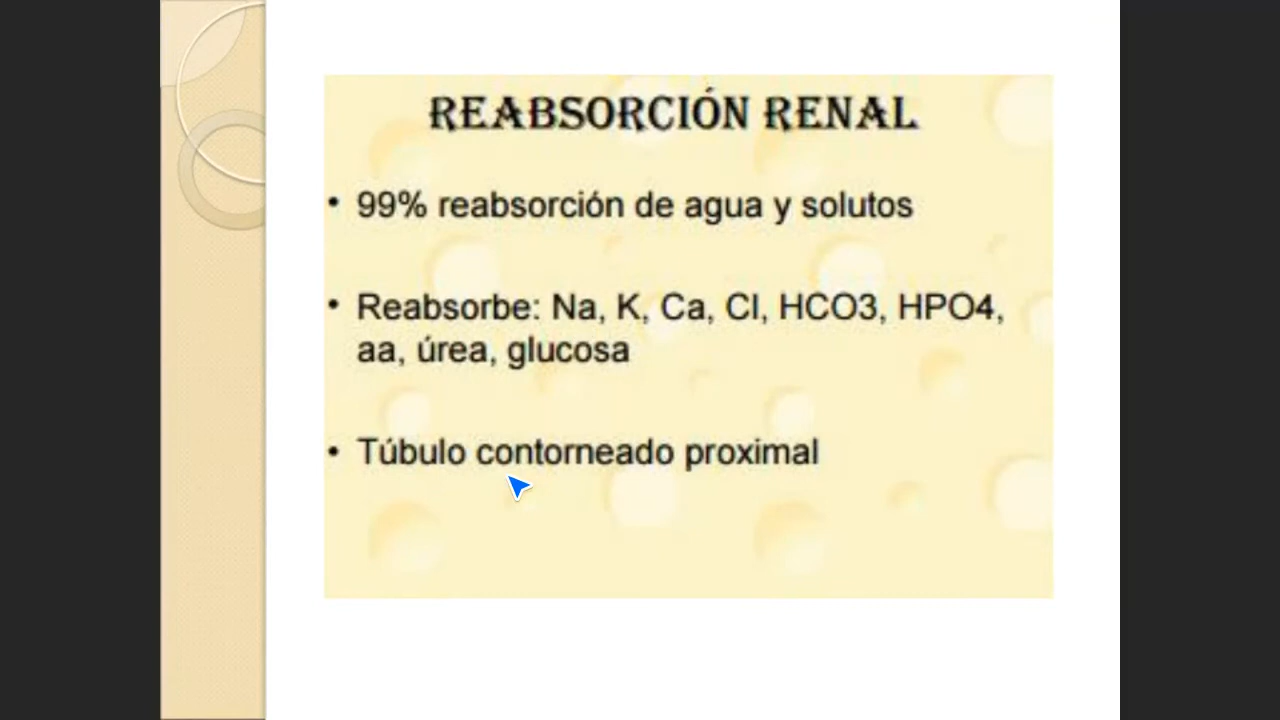 REABSORCIÓN RENAL
• 99% reabsorción de agua y solutos
• Reabsorbe: Na, K, Ca, Cl, HCO3, HPO4,
aa, úrea, glucosa
• Túbulo contorneado proximal